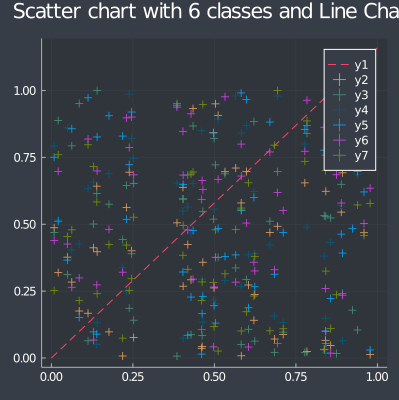 Scatter chart with 6 classes and Line Cha
1.00
0.75
0.50
0.25
0.00
0.00 0.25 0.50 0.75 1.00
y1
y2
y3
y4
y5
y6
y7